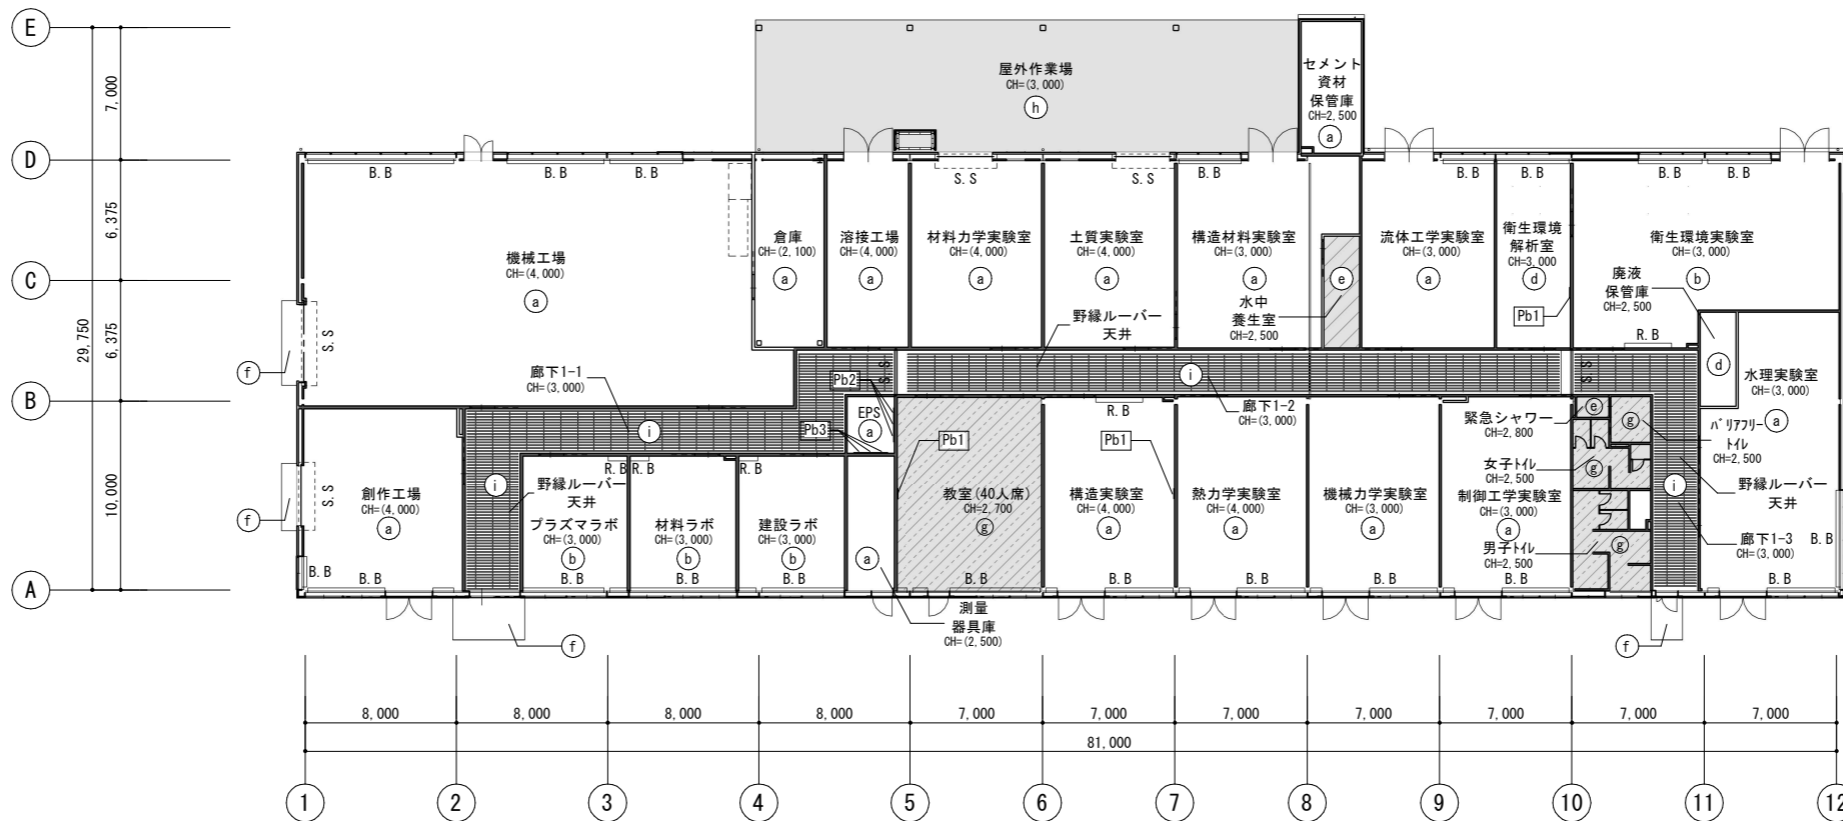 E
屋外作業場
CH=(3,000)
h
セメント
資材
保管庫
CH=2,500
a
7,000
D
B.B
B.B
B.B
S.S
S.S
B.B
B.B
B.B
B.B
6,375
機械工場
CH=(4,000)
a
倉庫
CH=(2,100)
a
溶接工場
CH=(4,000)
a
材料力学実験室
CH=(4,000)
a
土質実験室
CH=(4,000)
a
構造材料実験室
CH=(3,000)
a
e
流体工学実験室
CH=(3,000)
a
衛生環境
解析室
CH=3,000
d
衛生環境実験室
CH=(3,000)
b
C
29,750
水中
養生室
CH=2,500
Pb1
廃液
保管庫
CH=2,500
野縁ルーバー
天井
R.B
S.S
f
6,375
廊下1-1
CH=(3,000)
Pb2
S.S
i
S.S
d
水理実験室
CH=(3,000)
a
B
EPS
a
R.B
廊下1-2
CH=(3,000)
緊急シャワー
CH=2,800
e
g
バリアフリー
トイレ
CH=2,500
i
Pb3
Pb1
Pb1
R.B
R.B
R.B
女子トイレ
CH=2,500
g
10,000
創作工場
CH=(4,000)
a
S.S
f
i
野縁ルーバー
天井
プラズマラボ
CH=(3,000)
b
材料ラボ
CH=(3,000)
b
建設ラボ
CH=(3,000)
b
a
教室(40人席)
CH=2,700
g
構造実験室
CH=(4,000)
a
熱力学実験室
CH=(4,000)
a
機械力学実験室
CH=(3,000)
a
制御工学実験室
CH=(3,000)
a
男子トイレ
CH=2,500
g
i
野縁ルーバー
天井
廊下1-3
CH=(3,000)
B.B
A
B.B
B.B
B.B
B.B
B.B
B.B
B.B
B.B
測量
器具庫
CH=(2,500)
f
f
8,000
8,000
8,000
8,000
7,000
7,000
7,000
7,000
7,000
7,000
7,000
81,000
1
2
3
4
5
6
7
8
9
10
11
12